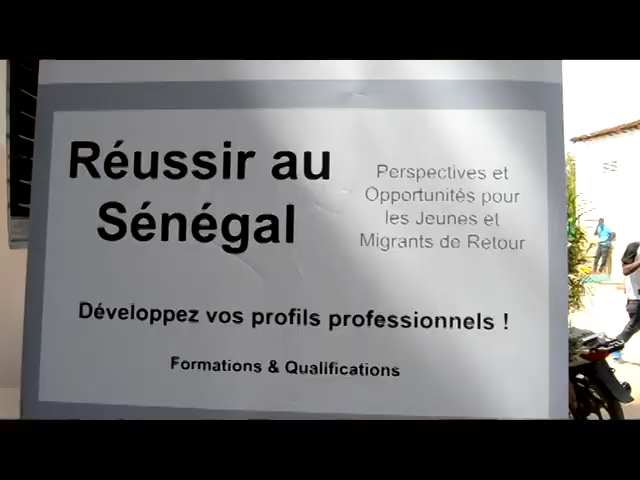 Réussir au
Sénégal
Perspectives et
Opportunités pour
les Jeunes et
Migrants de Retour
Développez vos profils professionnels !
Formations & Qualifications